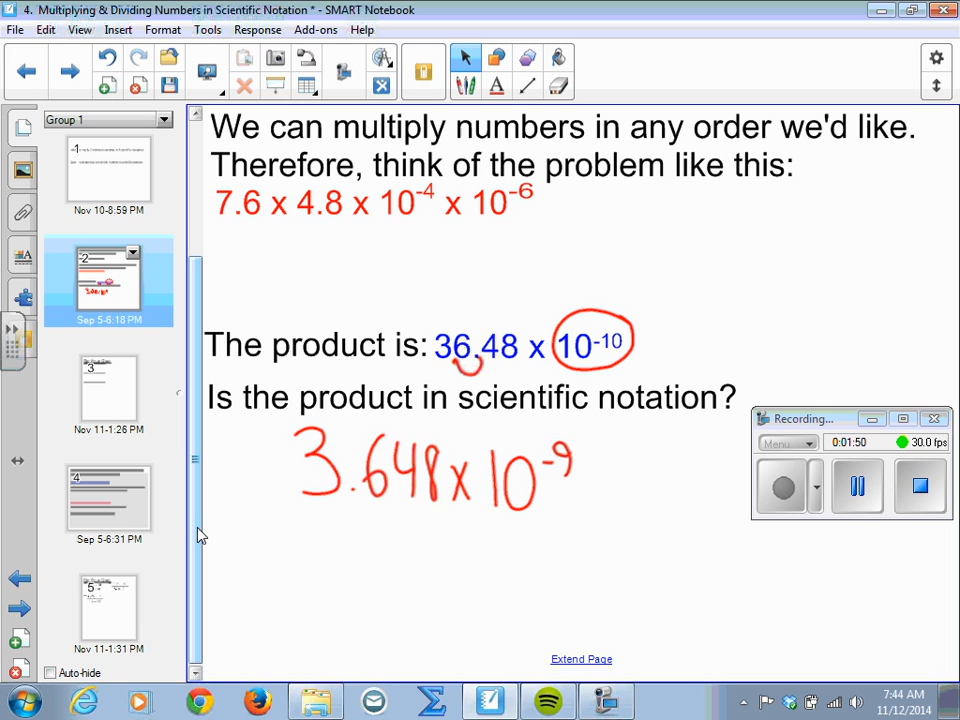 4. Multiplying & Dividing Numbers in Scientific Notation * - SMART Notebook
File Edit View Insert Format Tools Response Add-ons Help
Group 1
1
Nov 10-8:59 PM
2
Sep 5-6:18 PM
3
Nov 11-1:26 PM
4
Sep 5-6:31 PM
5
Nov 11-1:31 PM
Auto-hide
We can multiply numbers in any order we'd like.
Therefore, think of the problem like this:
7.6 x 4.8 x 10⁻⁴ x 10⁻⁶
The product is: 36.48 x 10⁻¹⁰
Is the product in scientific notation?
3.648 x 10⁻⁹
Recording...
Menu 0:01:50 30.0 fps
Extend Page
7:44 AM
11/12/2014